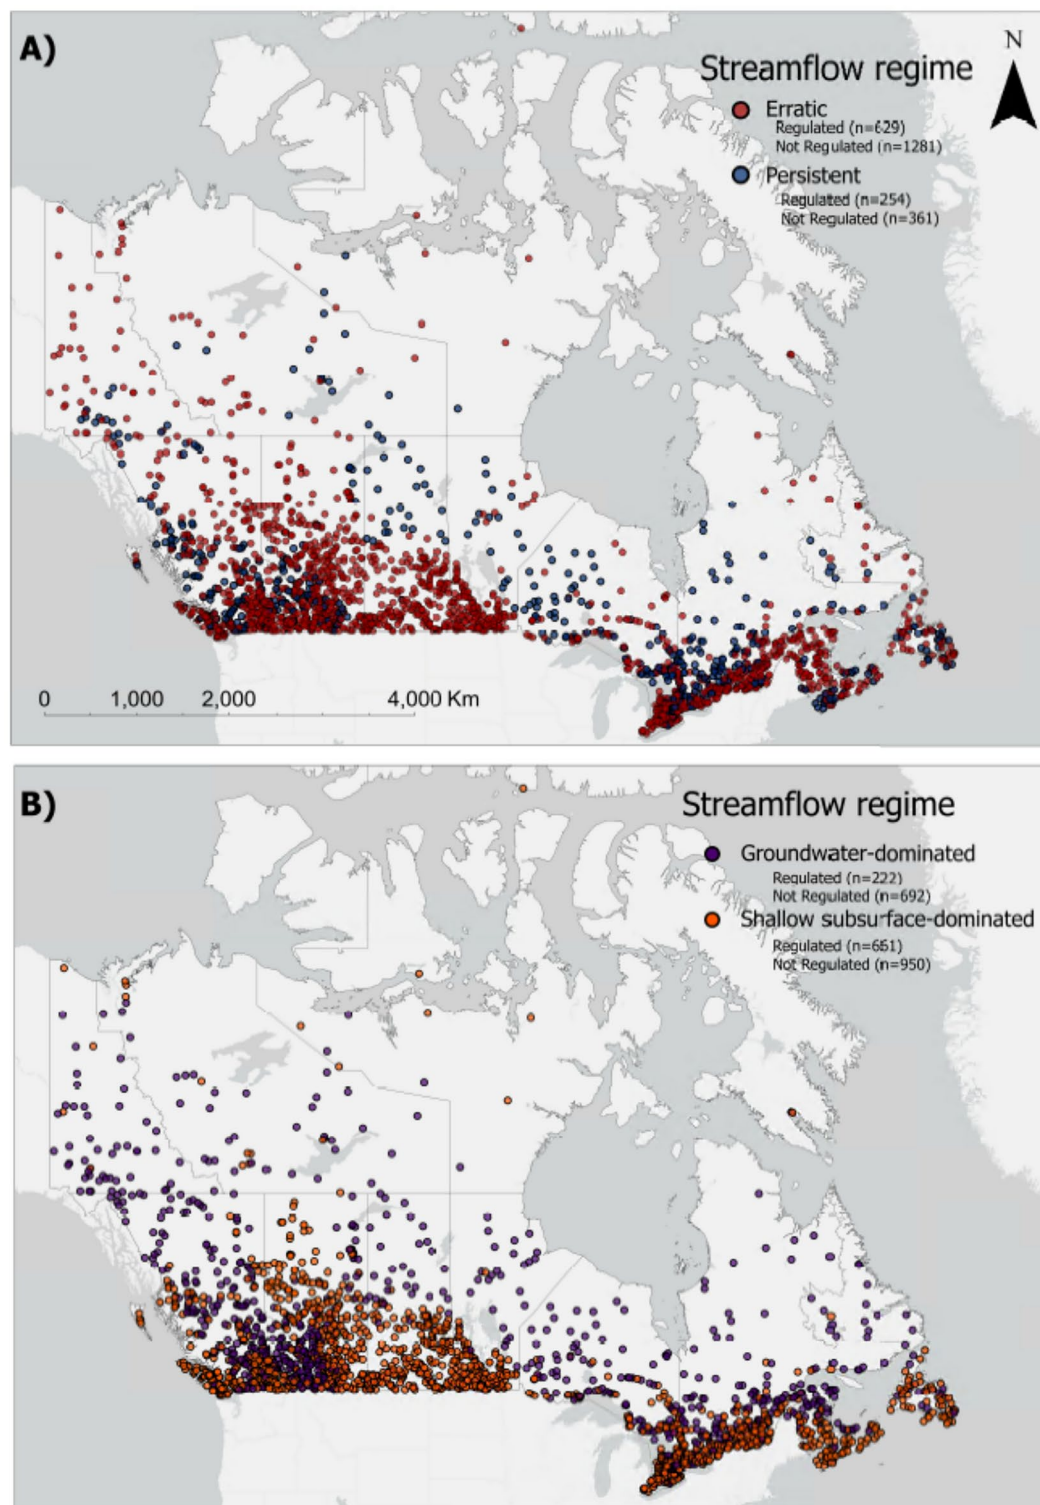 A)
N
Streamflow regime
Erratic
Regulated (n=629)
Not Regulated (n=1281)
Persistent
Regulated (n=254)
Not Regulated (n=361)
0 1,000 2,000 4,000 Km
B)
Streamflow regime
Groundwater-dominated
Regulated (n=222)
Not Regulated (n=692)
Shallow subsurface-dominated
Regulated (n=661)
Not Regulated (n=950)